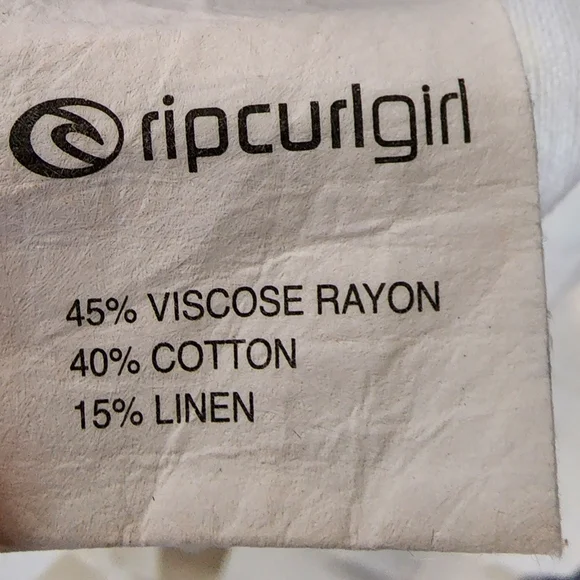 ripcurlgirl
45% VISCOSE RAYON
40% COTTON
15% LINEN